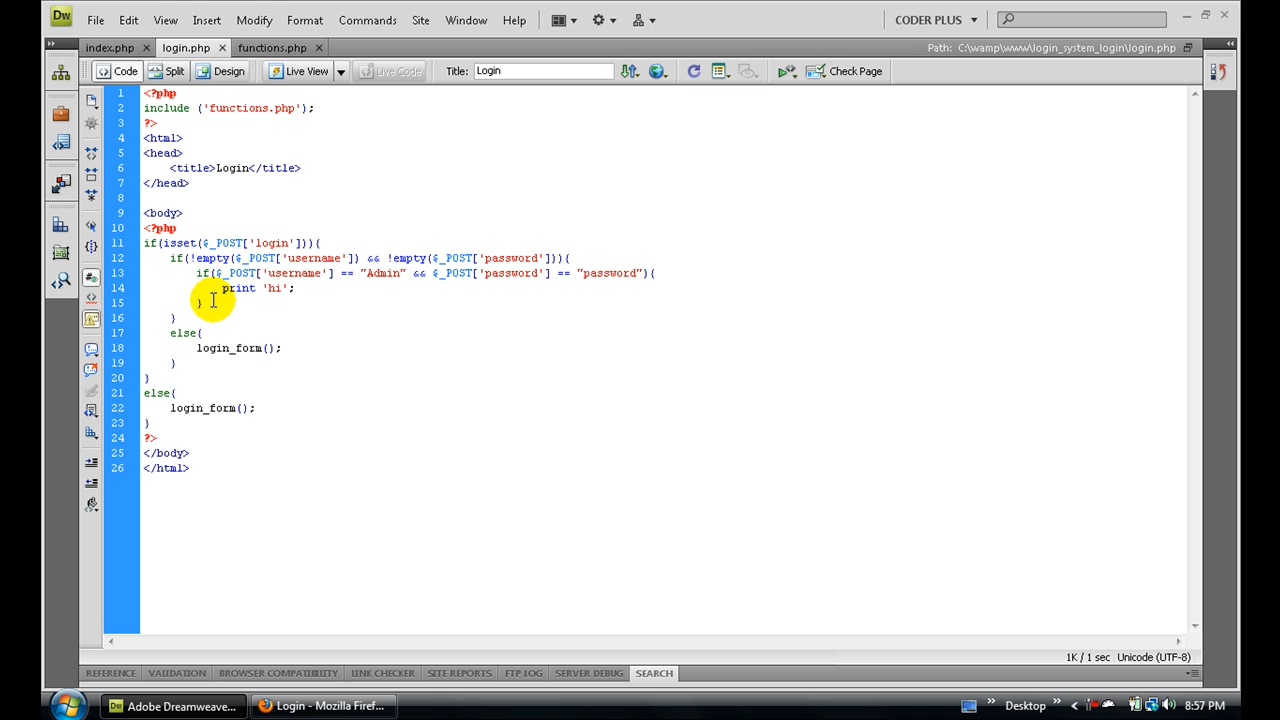 Dw File Edit View Insert Modify Format Commands Site Window Help CODER PLUS
index.php login.php functions.php Path: C:\wamp\www\login_system_login\login.php
Code Split Design Live View Live Code Title: Login Check Page
1 <?php
2 include ('functions.php');
3 ?>
4 <html>
5 <head>
6 <title>Login</title>
7 </head>
8
9 <body>
10 <?php
11 if(isset($_POST['login'])){
12 if(!empty($_POST['username']) && !empty($_POST['password'])){
13 if($_POST['username'] == "Admin" && $_POST['password'] == "password"){
14 print 'hi';
15 }
16 }
17 else{
18 login_form();
19 }
20 }
21 else{
22 login_form();
23 }
24 ?>
25 </body>
26 </html>
1K / 1 sec Unicode (UTF-8)
REFERENCE VALIDATION BROWSER COMPATIBILITY LINK CHECKER SITE REPORTS FTP LOG SERVER DEBUG SEARCH
Dw Adobe Dreamweave... Login - Mozilla Firef... Desktop 8:57 PM